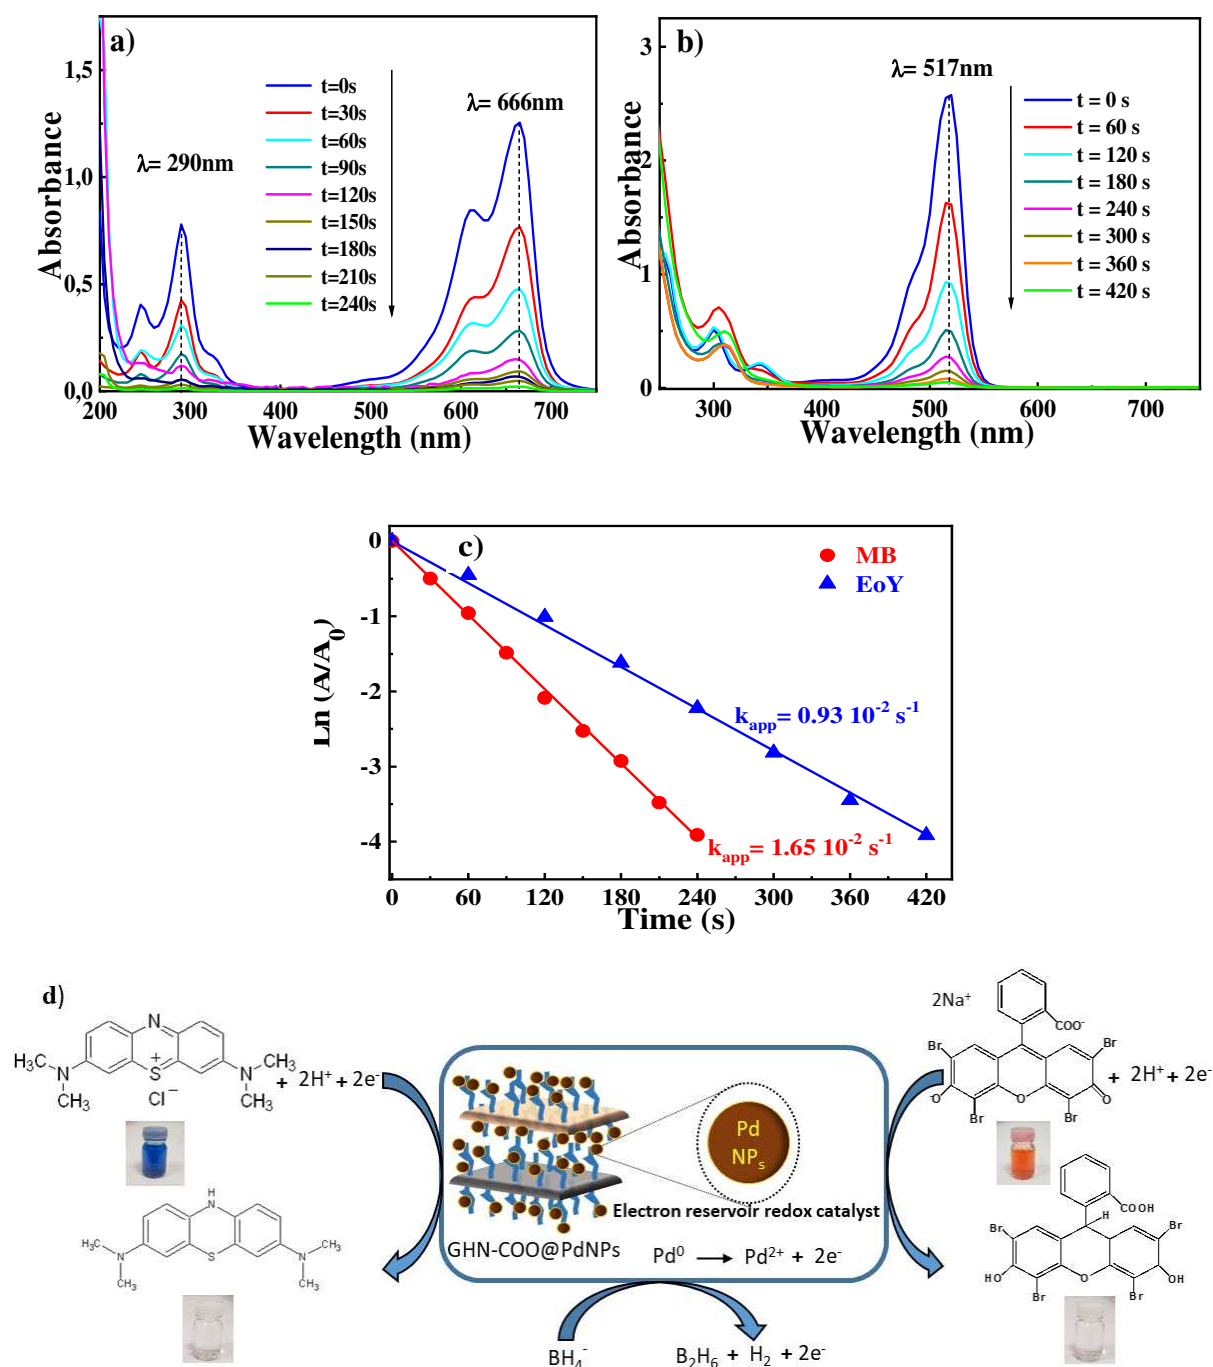 a)
Absorbance
1,5
1,0
0,5
0,0
200
300
400
500
600
700
Wavelength (nm)
λ= 290nm
λ= 666nm
t=0s
t=30s
t=60s
t=90s
t=120s
t=150s
t=180s
t=210s
t=240s
b)
Absorbance
3
2
1
0
300
400
500
600
700
Wavelength (nm)
λ= 517nm
t = 0 s
t = 60 s
t = 120 s
t = 180 s
t = 240 s
t = 300 s
t = 360 s
t = 420 s
c)
Ln (A/A0)
0
-1
-2
-3
-4
0
60
120
180
240
300
360
420
Time (s)
MB
EoY
kapp= 0.93 10-2 s-1
kapp= 1.65 10-2 s-1
d)
N
H3C
N
CH3
S
+
Cl−
N
CH3
CH3
+ 2H+ + 2e-
H
N
H3C
N
CH3
S
N
CH3
CH3
GHN-COO@PdNPs
Pd
NPs
Electron reservoir redox catalyst
Pd0 → Pd2+ + 2e-
BH4-
B2H6 + H2 + 2e-
2Na+
COO-
Br
Br
-O
O
O
Br
Br
+ 2H+ + 2e-
COOH
H
Br
Br
HO
O
OH
Br
Br